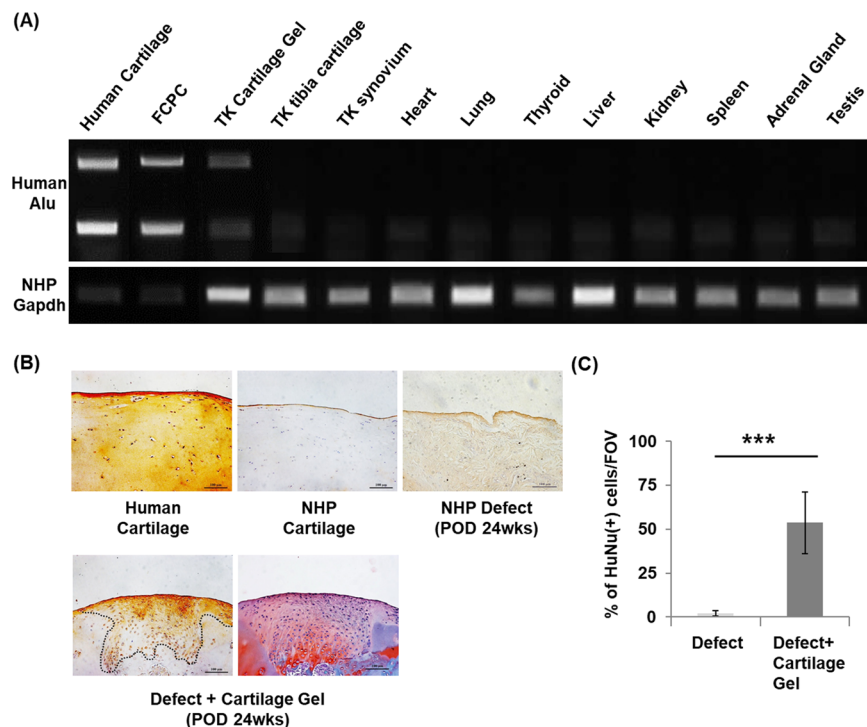 (A)
Human Cartilage
FCPC
TK Cartilage Gel
TK tibia cartilage
TK synovium
Heart
Lung
Thyroid
Liver
Kidney
Spleen
Adrenal Gland
Testis
Human
Alu
NHP
Gapdh
(B)
Human
Cartilage
NHP
Cartilage
NHP Defect
(POD 24wks)
Defect + Cartilage Gel
(POD 24wks)
(C)
% of HuNu(+) cells/FOV
100
75
50
25
0
***
Defect
Defect+
Cartilage
Gel